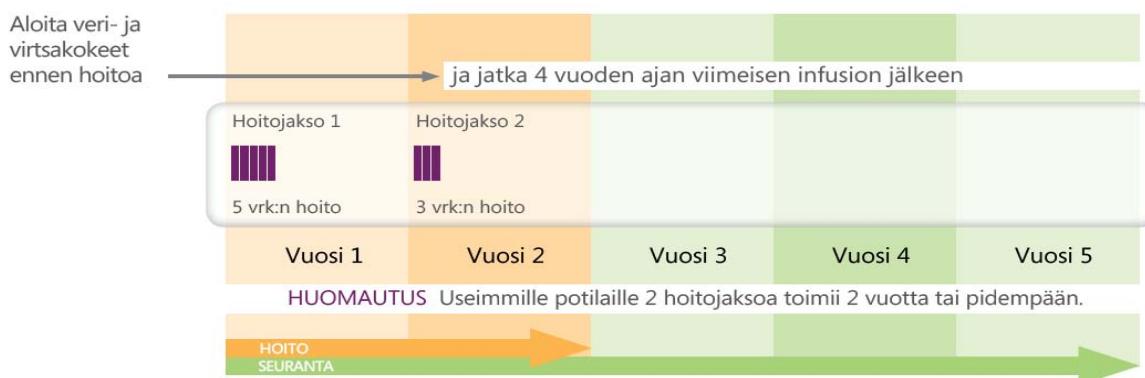 Aloita veri- ja
virtsakokeet
ennen hoitoa
ja jatka 4 vuoden ajan viimeisen infusion jälkeen
Hoitojakso 1
Hoitojakso 2
5 vrk:n hoito
3 vrk:n hoito
Vuosi 1
Vuosi 2
Vuosi 3
Vuosi 4
Vuosi 5
HUOMAUTUS Useimmille potilaille 2 hoitojaksoa toimii 2 vuotta tai pidempään.
HOITO
SEURANTA